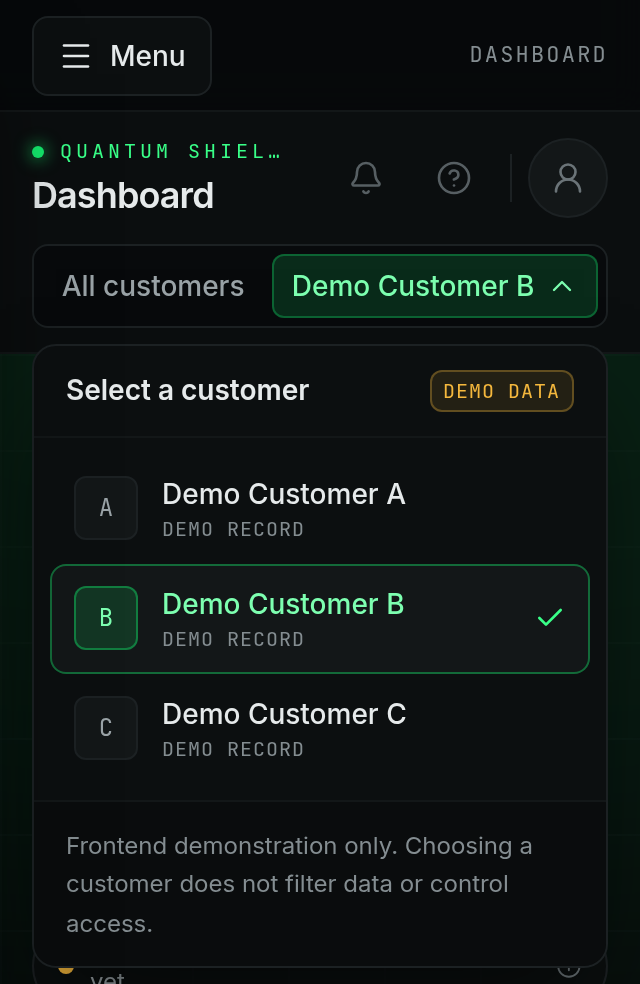 Menu
DASHBOARD
QUANTUM SHIEL…
Dashboard
All customers
Demo Customer B
Select a customer
DEMO DATA
A
Demo Customer A
DEMO RECORD
B
Demo Customer B
DEMO RECORD
C
Demo Customer C
DEMO RECORD
Frontend demonstration only. Choosing a
customer does not filter data or control
access.
yet